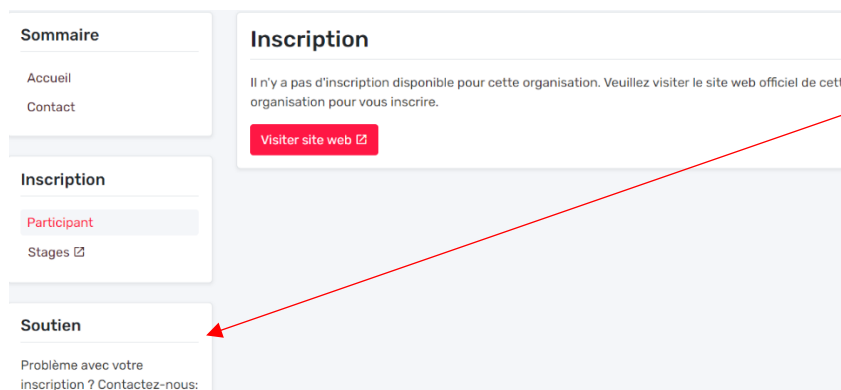 Sommaire
Accueil
Contact
Inscription
Participant
Stages
Soutien
Problème avec votre
inscription ? Contactez-nous:
Inscription
Il n'y a pas d'inscription disponible pour cette organisation. Veuillez visiter le site web officiel de
organisation pour vous inscrire.
Visiter site web